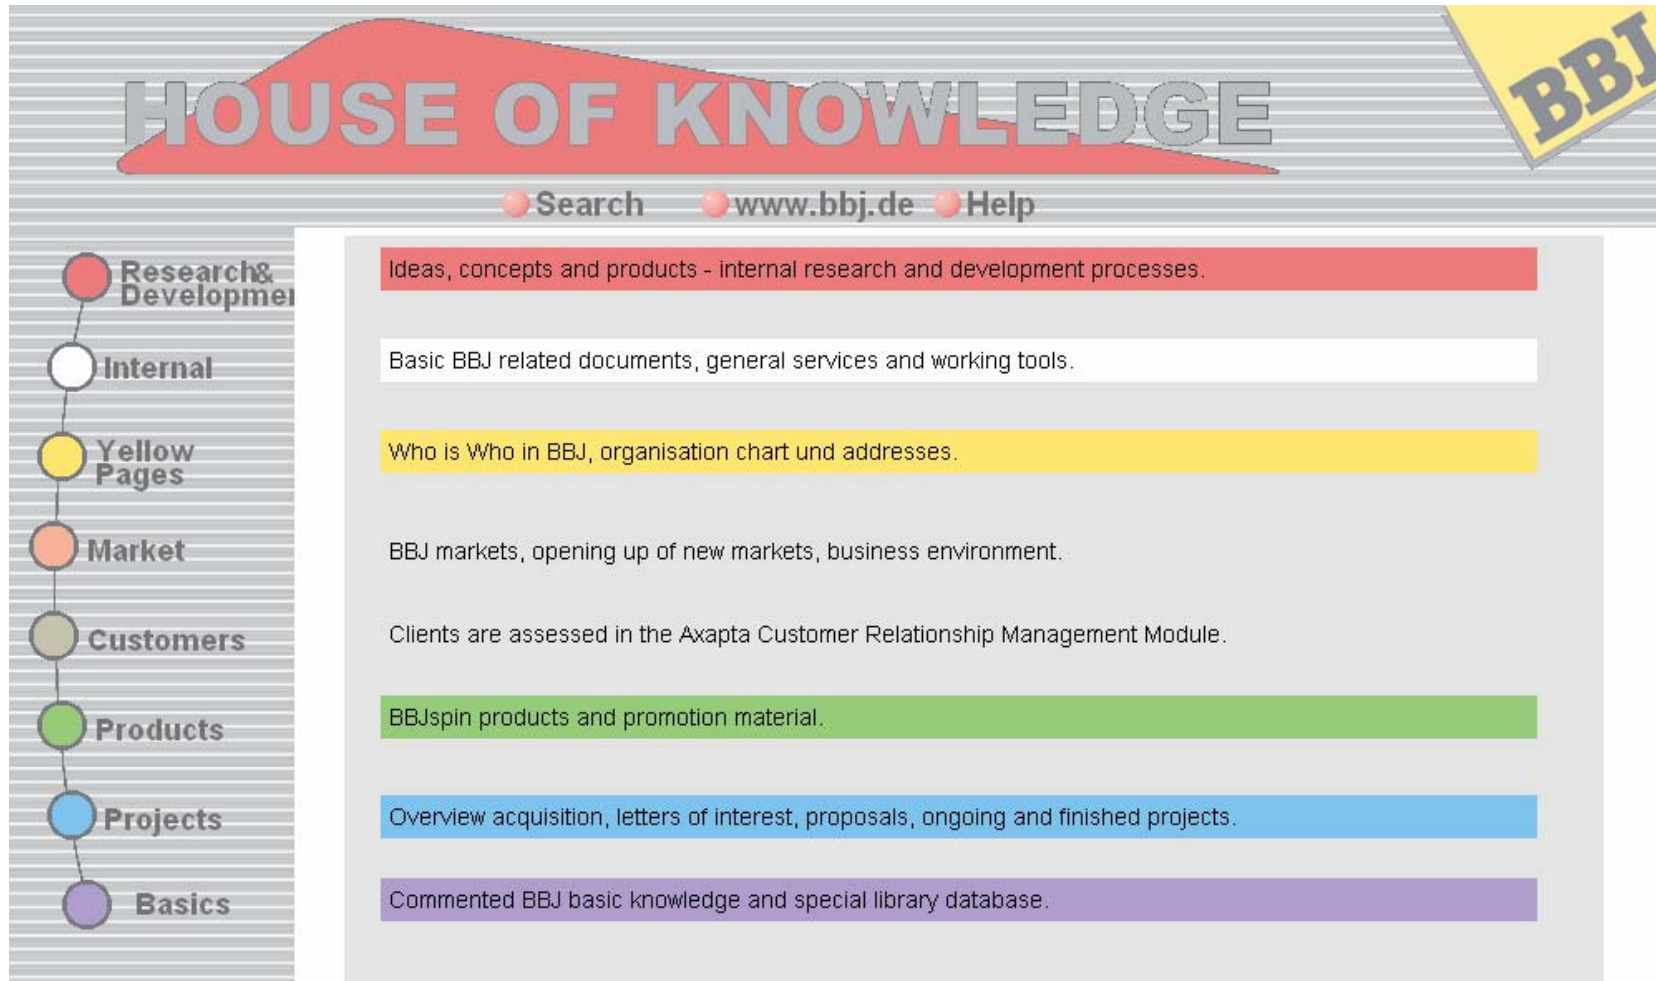 HOUSE OF KNOWLEDGE
BBJ
Search www.bbj.de Help
Research&
Developmen
Ideas, concepts and products - internal research and development processes.
Internal
Basic BBJ related documents, general services and working tools.
Yellow
Pages
Who is Who in BBJ, organisation chart und addresses.
Market
BBJ markets, opening up of new markets, business environment.
Customers
Clients are assessed in the Axapta Customer Relationship Management Module.
Products
BBJspin products and promotion material.
Projects
Overview acquisition, letters of interest, proposals, ongoing and finished projects.
Basics
Commented BBJ basic knowledge and special library database.